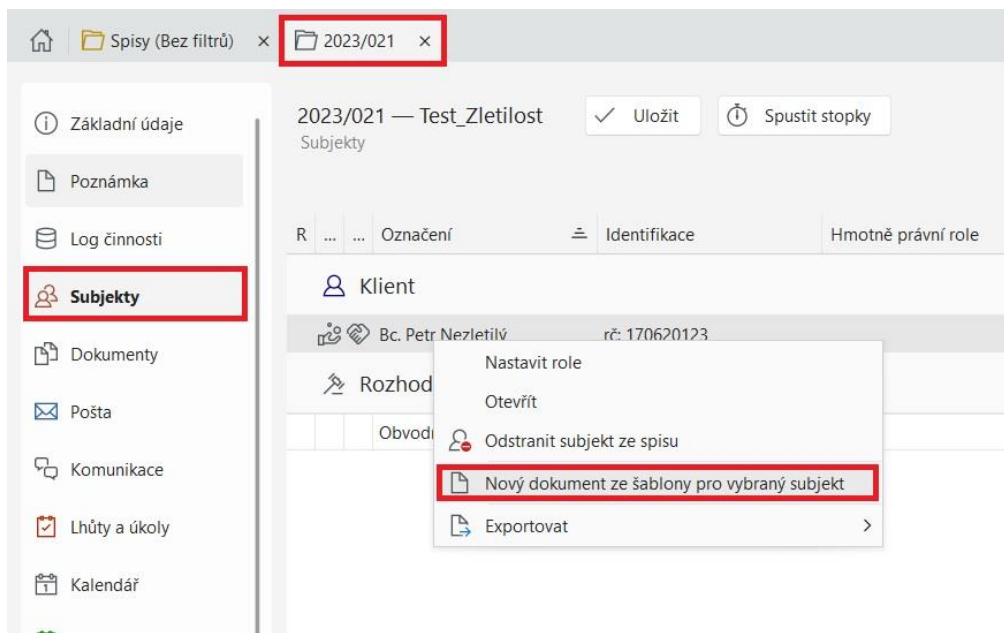 Spisy (Bez filtrů) × 2023/021 ×
Základní údaje
Poznámka
Log činnosti
Subjekty
Dokumenty
Pošta
Komunikace
Lhůty a úkoly
Kalendář
1
2023/021 — Test_Zletilost Uložit Spustit stopky
Subjekty
R ... ... Označení Identifikace Hmotně právní role
Klient
Bc. Petr Nezletilý rč: 170620123
Rozhod
Obvod
Nastavit role
Otevřít
Odstranit subjekt ze spisu
Nový dokument ze šablony pro vybraný subjekt
Exportovat